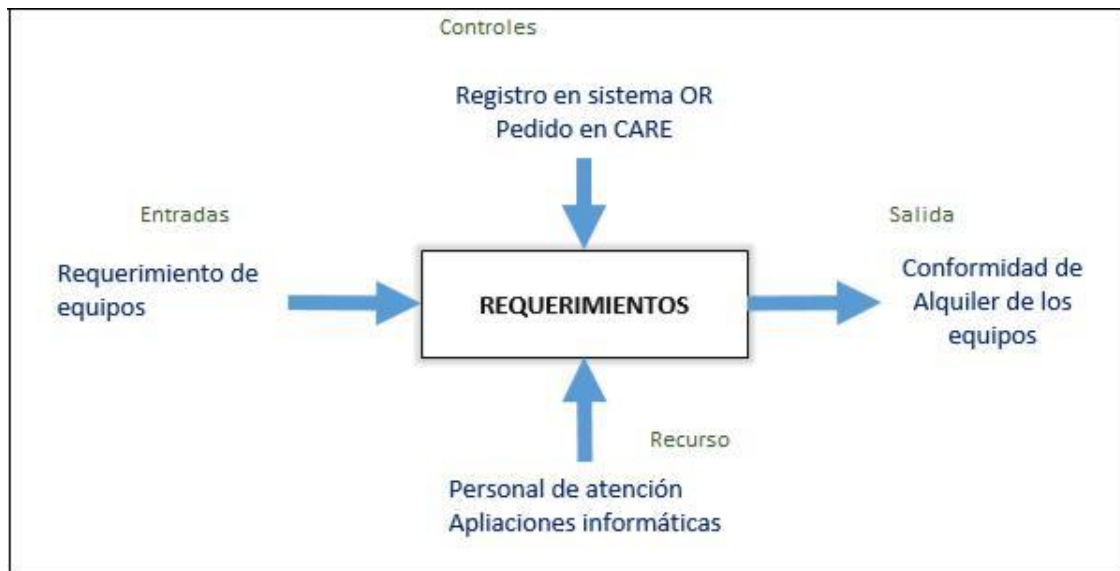 Controles
Registro en sistema OR
Pedido en CARE
Entradas
Salida
Requerimiento de
equipos
REQUERIMIENTOS
Conformidad de
Alquiler de los
equipos
Recurso
Personal de atención
Apliaciones informáticas